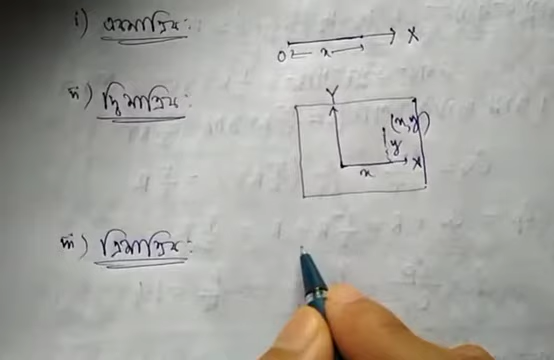 i) একমাত্রিক:
X
O x
ii) দ্বিমাত্রিক:
Y
(x,y)
y
x X
iii) ত্রিমাত্রিক: